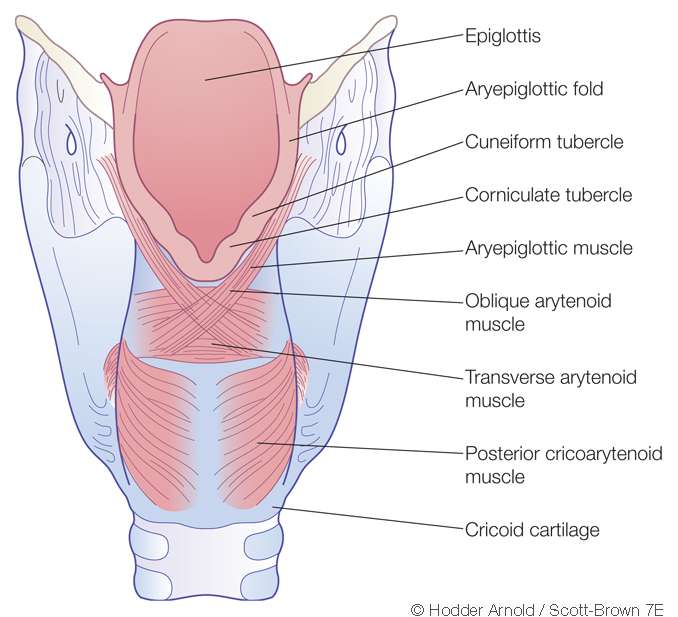 Epiglottis
Aryepiglottic fold
Cuneiform tubercle
Corniculate tubercle
Aryepiglottic muscle
Oblique arytenoid
muscle
Transverse arytenoid
muscle
Posterior cricoarytenoid
muscle
Cricoid cartilage
© Hodder Arnold / Scott-Brown 7E